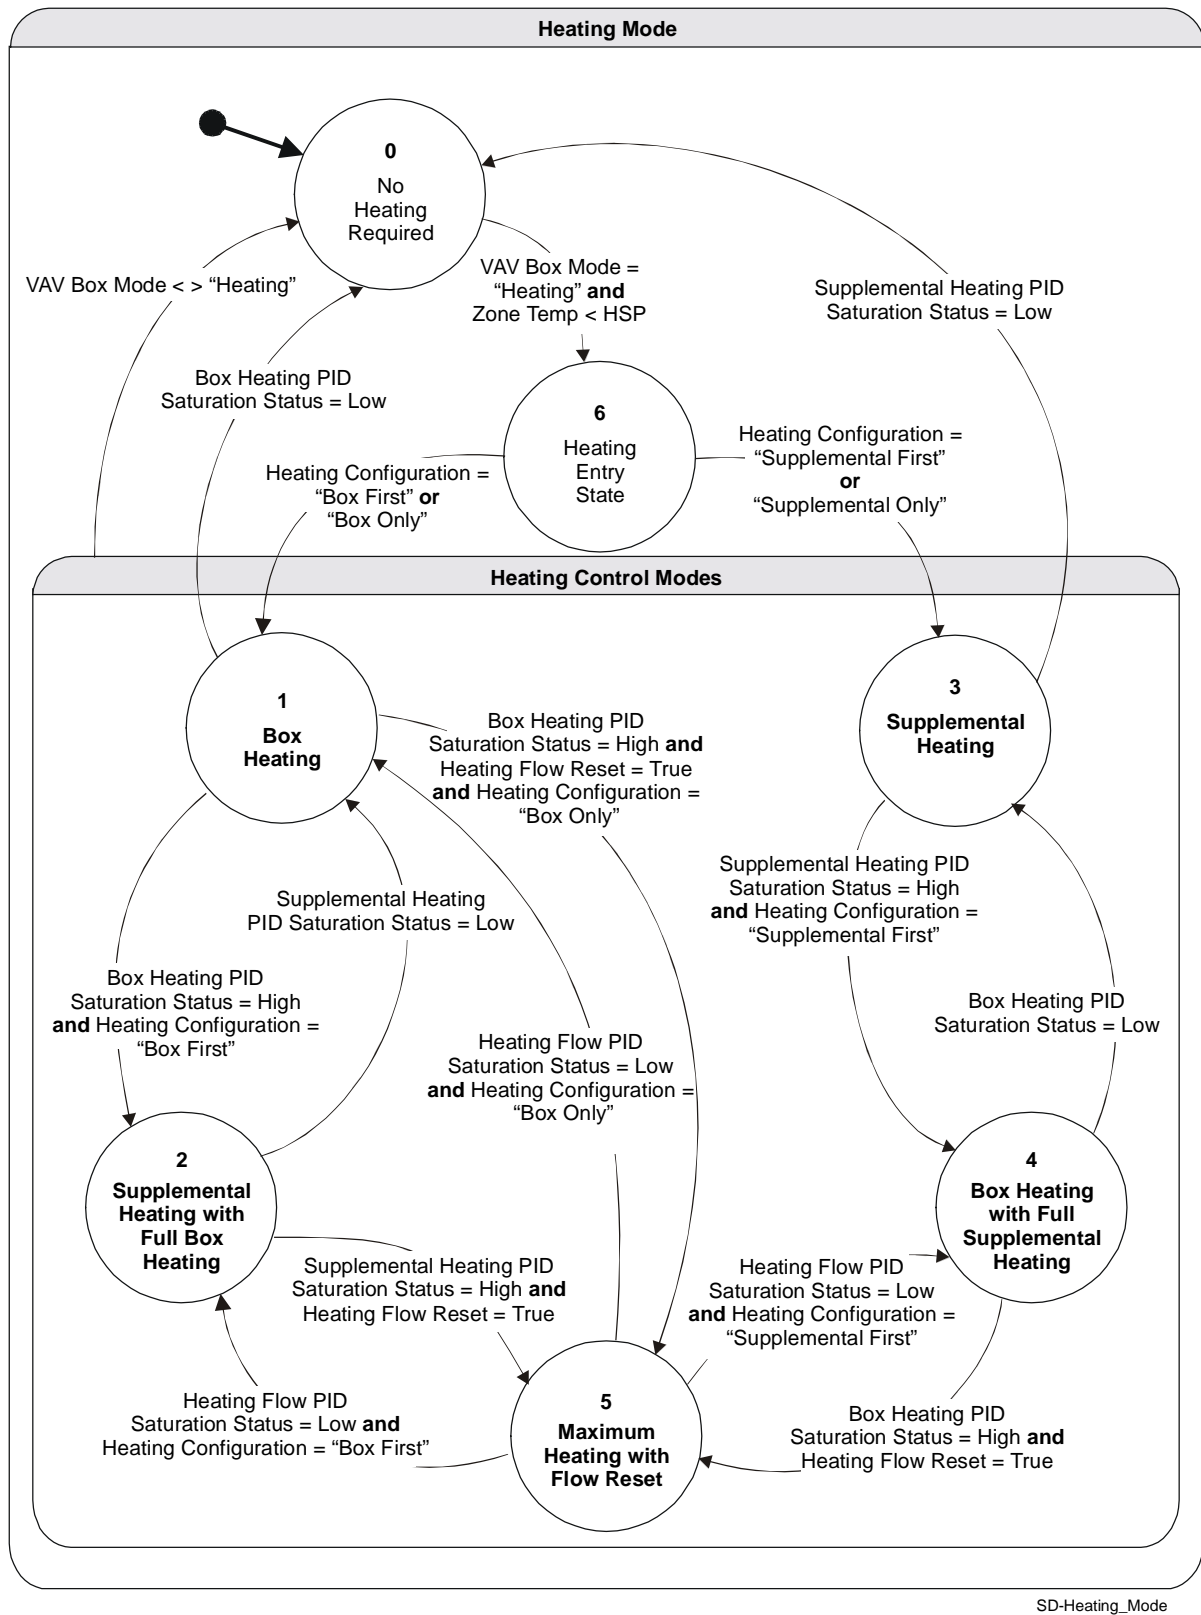 Heating Mode
0
No
Heating
Required
VAV Box Mode < > “Heating”
VAV Box Mode =
“Heating” and
Zone Temp < HSP
Supplemental Heating PID
Saturation Status = Low
Box Heating PID
Saturation Status = Low
6
Heating
Entry
State
Heating Configuration =
“Box First” or
“Box Only”
Heating Configuration =
“Supplemental First”
or
“Supplemental Only”
Heating Control Modes
1
Box
Heating
Box Heating PID
Saturation Status = High and
Heating Flow Reset = True
and Heating Configuration =
“Box Only”
3
Supplemental
Heating
Supplemental Heating
PID Saturation Status = Low
Supplemental Heating PID
Saturation Status = High
and Heating Configuration =
“Supplemental First”
Box Heating PID
Saturation Status = High
and Heating Configuration =
“Box First”
Heating Flow PID
Saturation Status = Low
and Heating Configuration =
“Box Only”
Box Heating PID
Saturation Status = Low
2
Supplemental
Heating with
Full Box
Heating
4
Box Heating
with Full
Supplemental
Heating
Supplemental Heating PID
Saturation Status = High and
Heating Flow Reset = True
Heating Flow PID
Saturation Status = Low
and Heating Configuration =
“Supplemental First”
Heating Flow PID
Saturation Status = Low and
Heating Configuration = “Box First”
5
Maximum
Heating with
Flow Reset
Box Heating PID
Saturation Status = High and
Heating Flow Reset = True
SD-Heating_Mode